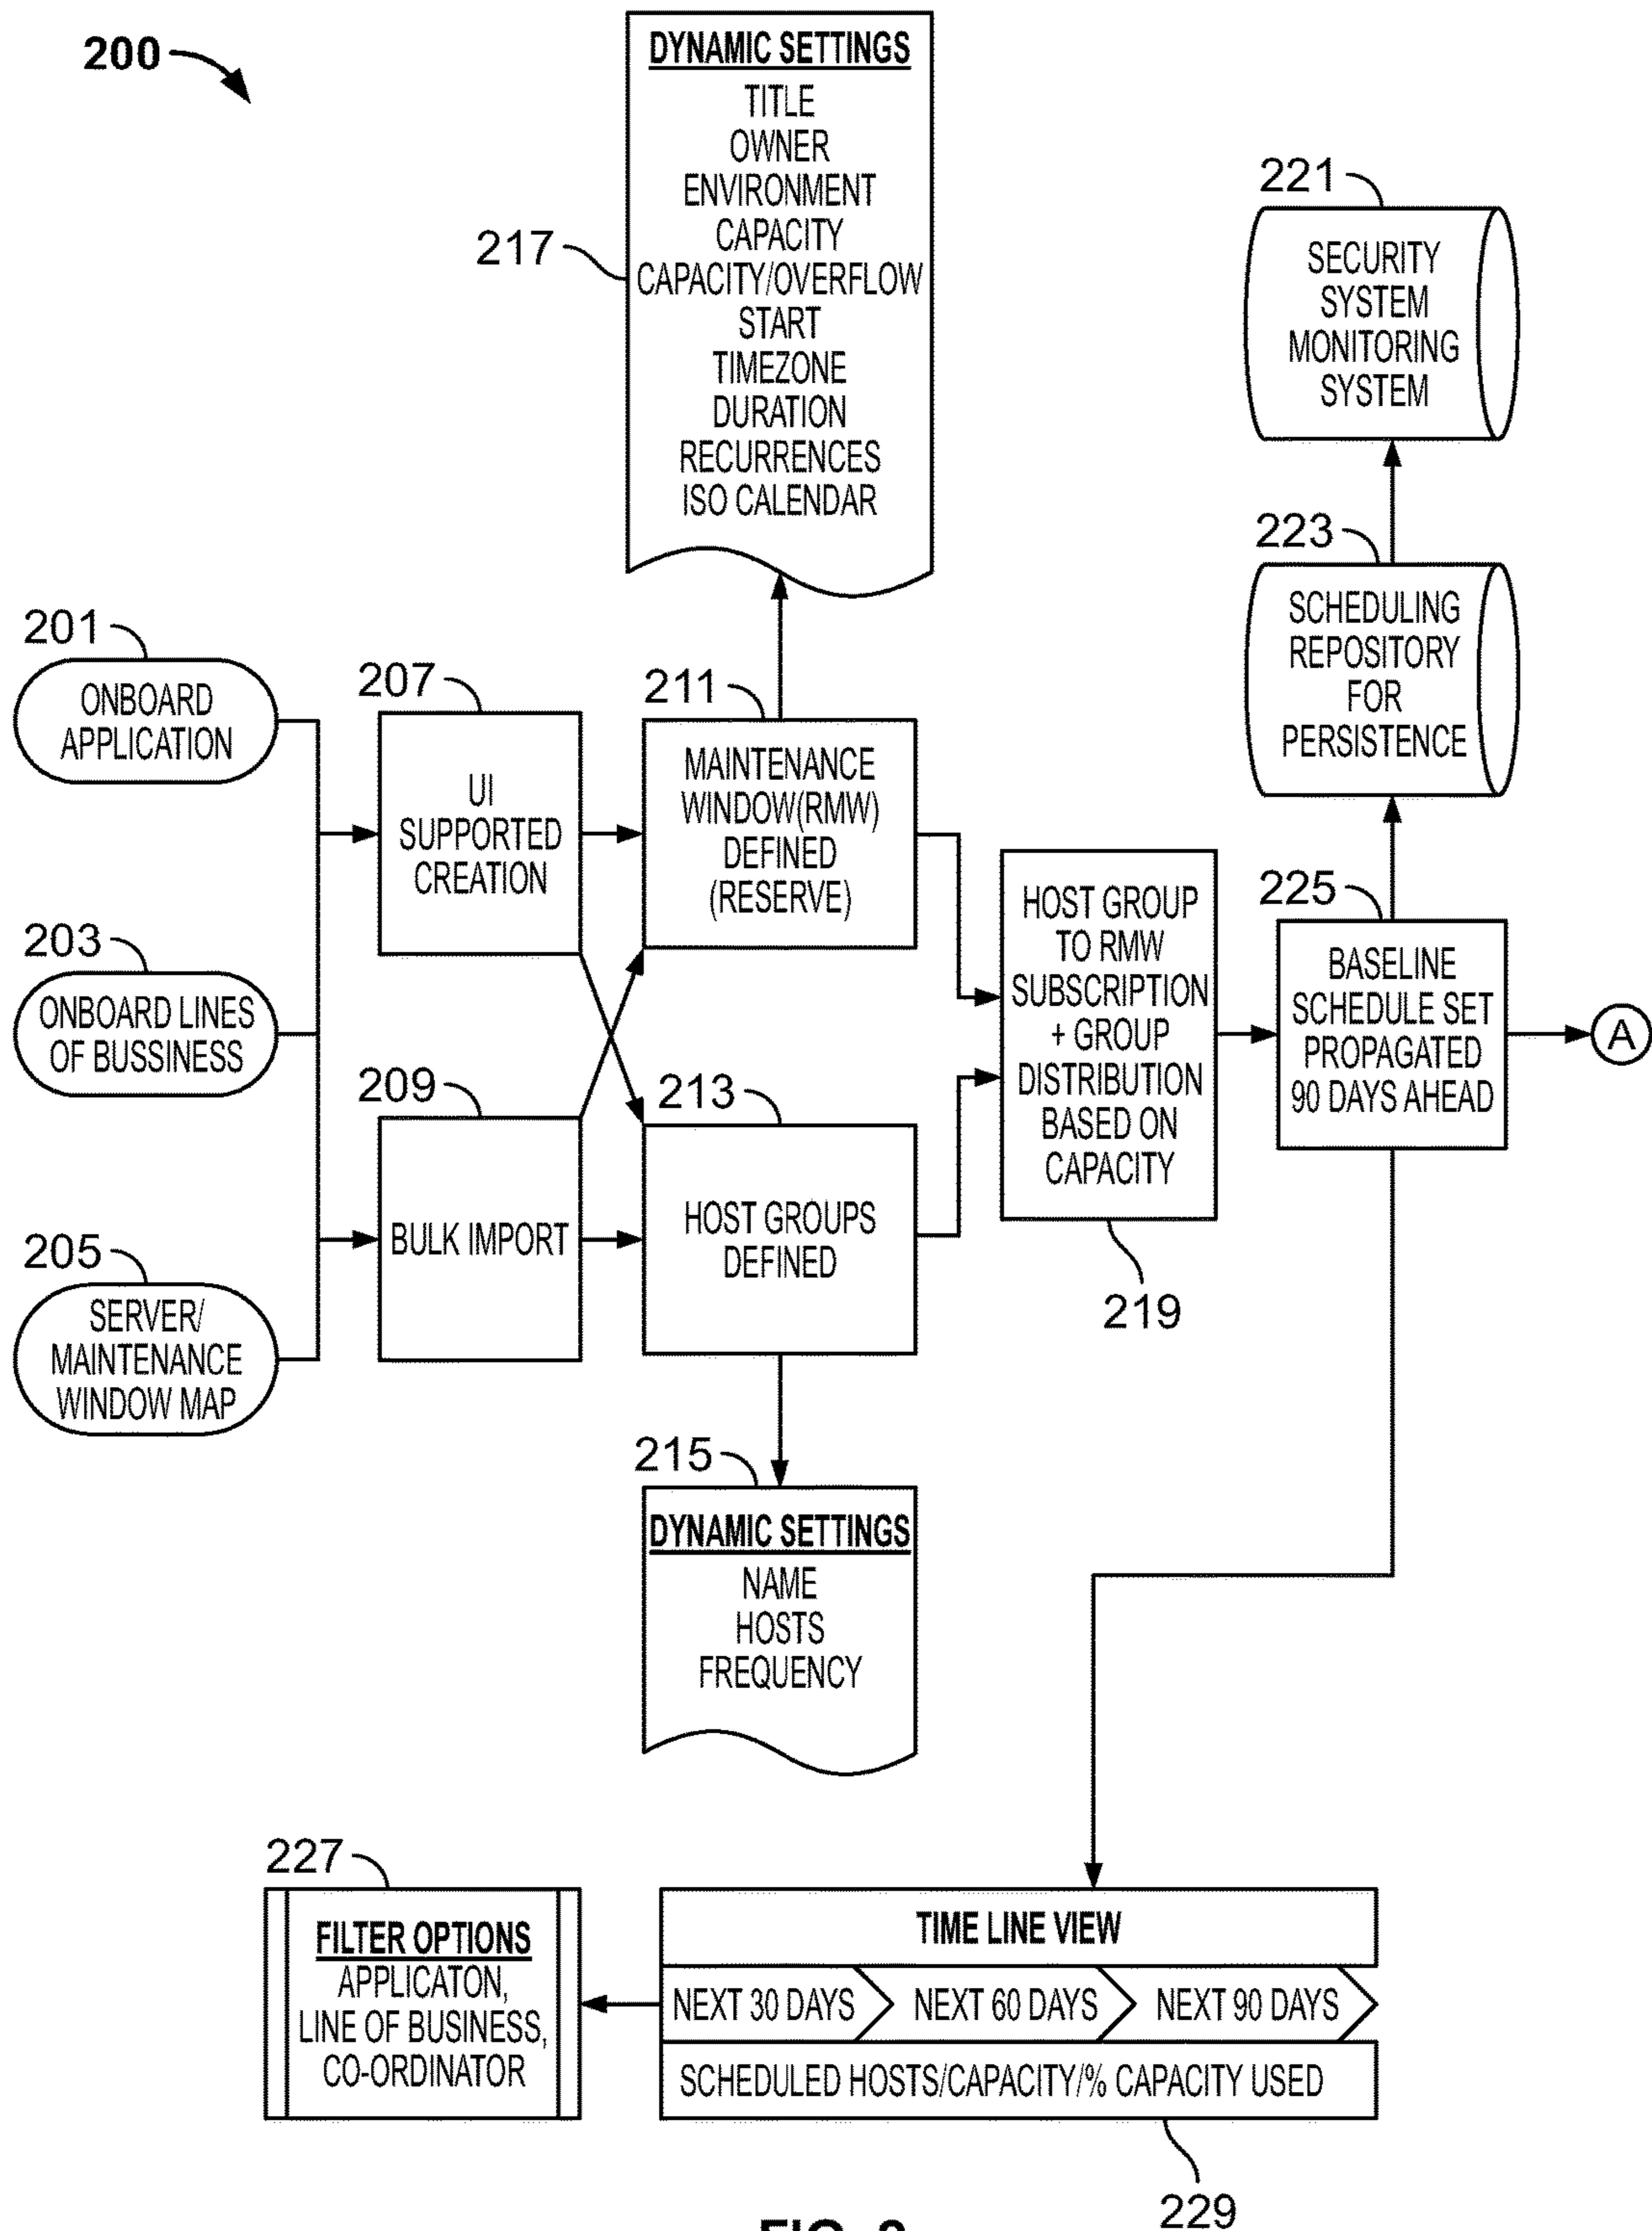 200
DYNAMIC SETTINGS
TITLE
OWNER
ENVIRONMENT
CAPACITY
CAPACITY/OVERFLOW
START
TIMEZONE
DURATION
RECURRENCES
ISO CALENDAR
217
221
SECURITY
SYSTEM
MONITORING
SYSTEM
223
SCHEDULING
REPOSITORY
FOR
PERSISTENCE
201
ONBOARD
APPLICATION
203
ONBOARD LINES
OF BUSSINESS
205
SERVER/
MAINTENANCE
WINDOW MAP
207
UI
SUPPORTED
CREATION
209
BULK IMPORT
211
MAINTENANCE
WINDOW(RMW)
DEFINED
(RESERVE)
213
HOST GROUPS
DEFINED
HOST GROUP
TO RMW
SUBSCRIPTION
+ GROUP
DISTRIBUTION
BASED ON
CAPACITY
219
225
BASELINE
SCHEDULE SET
PROPAGATED
90 DAYS AHEAD
A
215
DYNAMIC SETTINGS
NAME
HOSTS
FREQUENCY
227
FILTER OPTIONS
APPLICATON,
LINE OF BUSINESS,
CO-ORDINATOR
TIME LINE VIEW
NEXT 30 DAYS
NEXT 60 DAYS
NEXT 90 DAYS
SCHEDULED HOSTS/CAPACITY/% CAPACITY USED
229